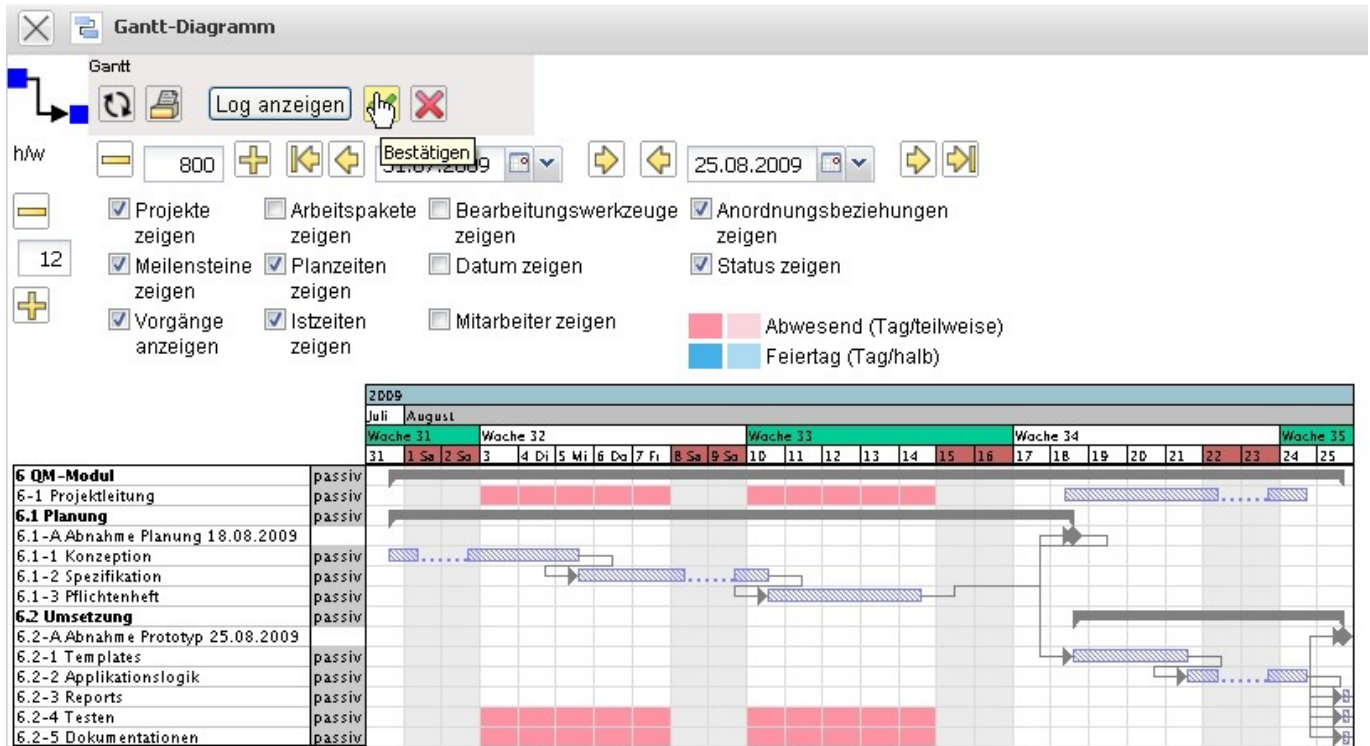 Gantt-Diagramm
Gantt
Log anzeigen
Bestätigen
h/w
800
31.07.2009
25.08.2009
Projekte zeigen
Arbeitspakete zeigen
Bearbeitungswerkzeuge zeigen
Anordnungsbeziehungen zeigen
12
Meilensteine zeigen
Planzeiten zeigen
Datum zeigen
Status zeigen
Vorgänge anzeigen
Istzeiten zeigen
Mitarbeiter zeigen
Abwesend (Tag/teilweise)
Feiertag (Tag/halb)
2009
Juli August
Woche 31 Woche 32 Woche 33 Woche 34 Woche 35
31 1 Sa 2 So 3 4 Di 5 Mi 6 Do 7 Fr 8 Sa 9 So 10 11 12 13 14 15 16 17 18 19 20 21 22 23 24 25
6 QM-Modul passiv
6-1 Projektleitung passiv
6.1 Planung passiv
6.1-A Abnahme Planung 18.08.2009
6.1-1 Konzeption passiv
6.1-2 Spezifikation passiv
6.1-3 Pflichtenheft passiv
6.2 Umsetzung passiv
6.2-A Abnahme Prototyp 25.08.2009
6.2-1 Templates passiv
6.2-2 Applikationslogik passiv
6.2-3 Reports passiv
6.2-4 Testen passiv
6.2-5 Dokumentationen passiv